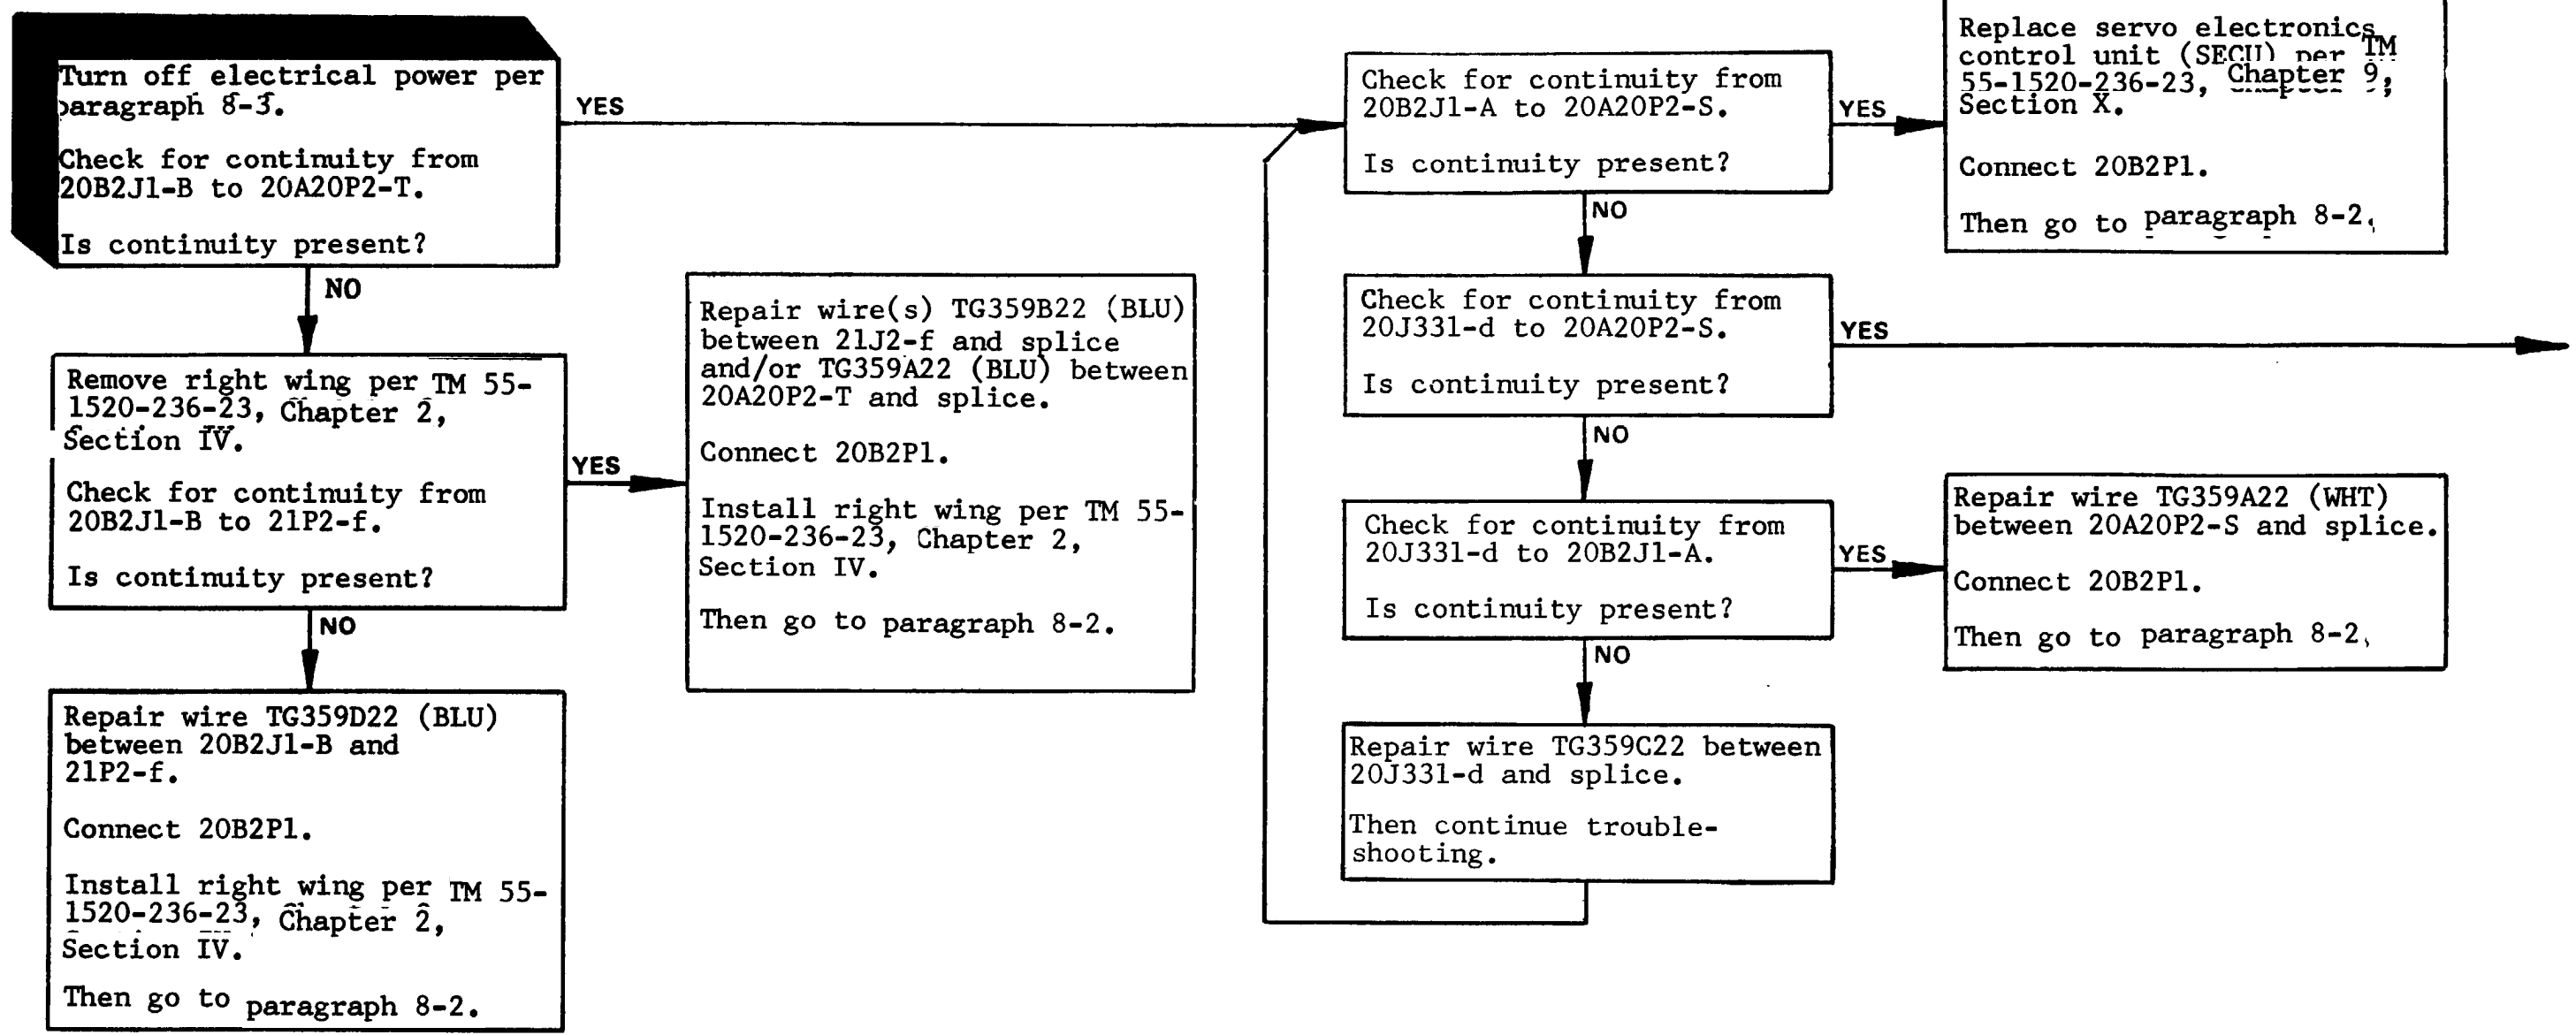 Turn off electrical power per
paragraph 8-3.
Check for continuity from
20B2J1-B to 20A20P2-T.
Is continuity present?
YES
NO
Remove right wing per TM 55-
1520-236-23, Chapter 2,
Section IV.
Check for continuity from
20B2J1-B to 21P2-f.
Is continuity present?
YES
NO
Repair wire TG359D22 (BLU)
between 20B2J1-B and
21P2-f.
Connect 20B2P1.
Install right wing per TM 55-
1520-236-23, Chapter 2,
Section IV.
Then go to paragraph 8-2.
Repair wire(s) TG359B22 (BLU)
between 21J2-f and splice
and/or TG359A22 (BLU) between
20A20P2-T and splice.
Connect 20B2P1.
Install right wing per TM 55-
1520-236-23, Chapter 2,
Section IV.
Then go to paragraph 8-2.
Check for continuity from
20B2J1-A to 20A20P2-S.
Is continuity present?
YES
NO
Check for continuity from
20J331-d to 20A20P2-S.
Is continuity present?
YES
NO
Check for continuity from
20J331-d to 20B2J1-A.
Is continuity present?
YES
NO
Repair wire TG359C22 between
20J331-d and splice.
Then continue trouble-
shooting.
Replace servo electronics
control unit (SECU) per TM
55-1520-236-23, Chapter 9,
Section X.
Connect 20B2P1.
Then go to paragraph 8-2.
Repair wire TG359A22 (WHT)
between 20A20P2-S and splice.
Connect 20B2P1.
Then go to paragraph 8-2.